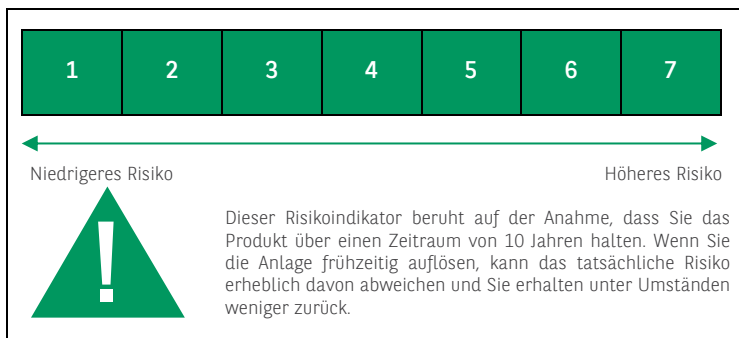 1 2 3 4 5 6 7
Niedrigeres Risiko Höheres Risiko
!
Dieser Risikoindikator beruht auf der Anahme, dass Sie das
Produkt über einen Zeitraum von 10 Jahren halten. Wenn Sie
die Anlage frühzeitig auflösen, kann das tatsächliche Risiko
erheblich davon abweichen und Sie erhalten unter Umständen
weniger zurück.